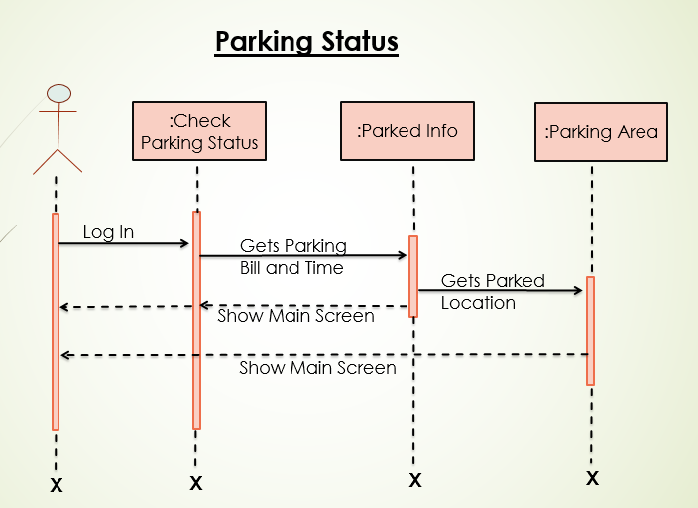 Parking Status
:Check
Parking Status
:Parked Info
:Parking Area
Log In
Gets Parking
Bill and Time
Gets Parked
Location
Show Main Screen
Show Main Screen
X
X
X
X